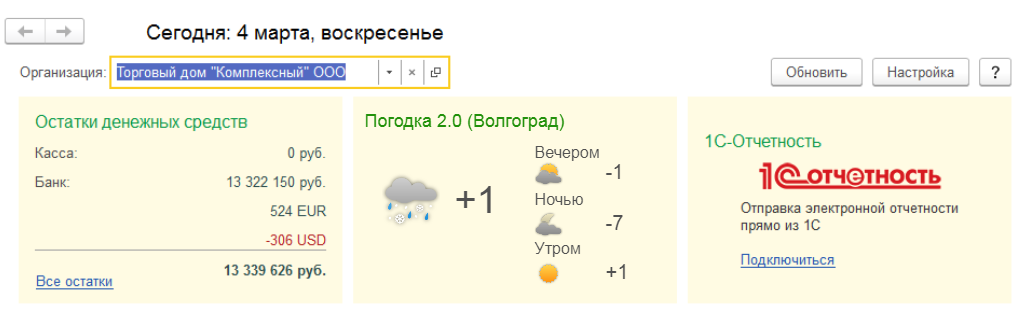 Сегодня: 4 марта, воскресенье
Организация: Торговый дом "Комплексный" ООО
Обновить Настройка ?
Остатки денежных средств
Касса: 0 руб.
Банк: 13 322 150 руб.
524 EUR
-306 USD
13 339 626 руб.
Все остатки
Погодка 2.0 (Волгоград)
+1
Вечером
-1
Ночью
-7
Утром
+1
1С-Отчетность
1С отчетность
Отправка электронной отчетности
прямо из 1С
Подключиться